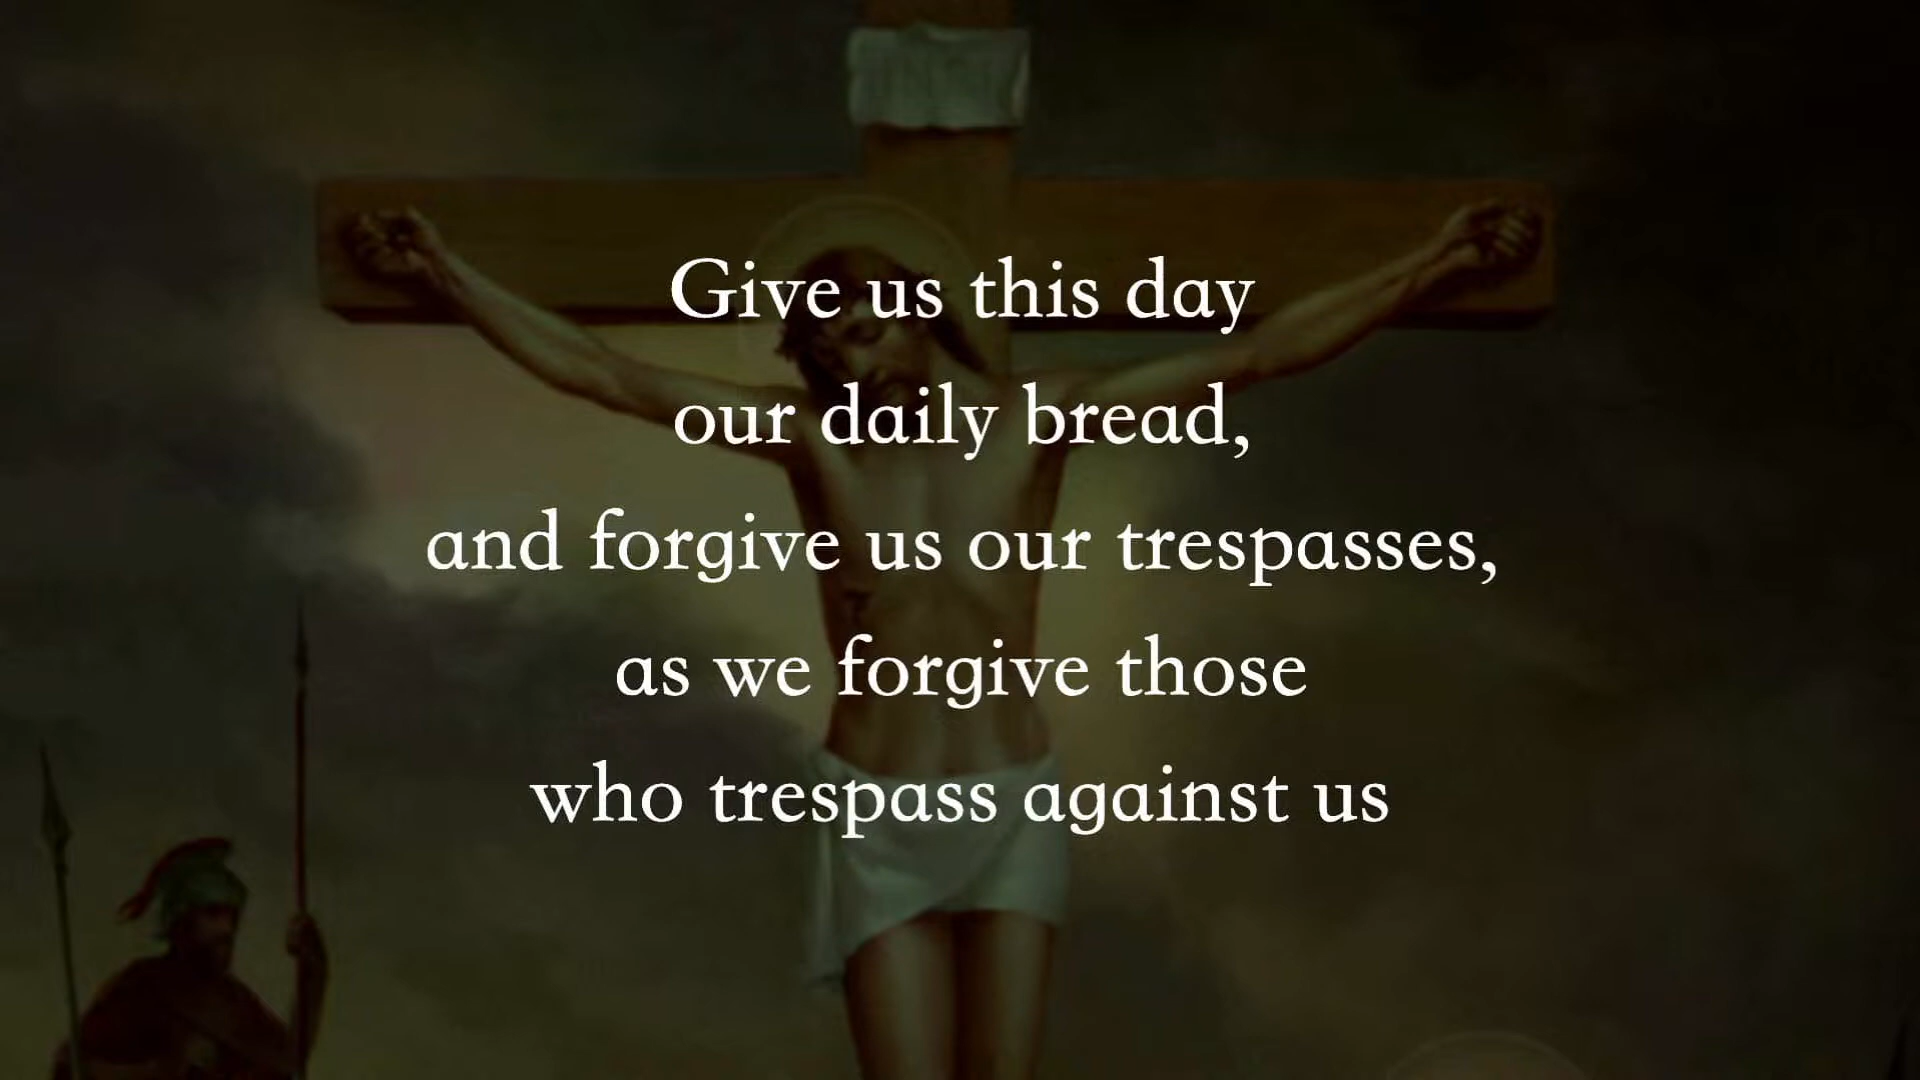 Give us this day
our daily bread,
and forgive us our trespasses,
as we forgive those
who trespass against us